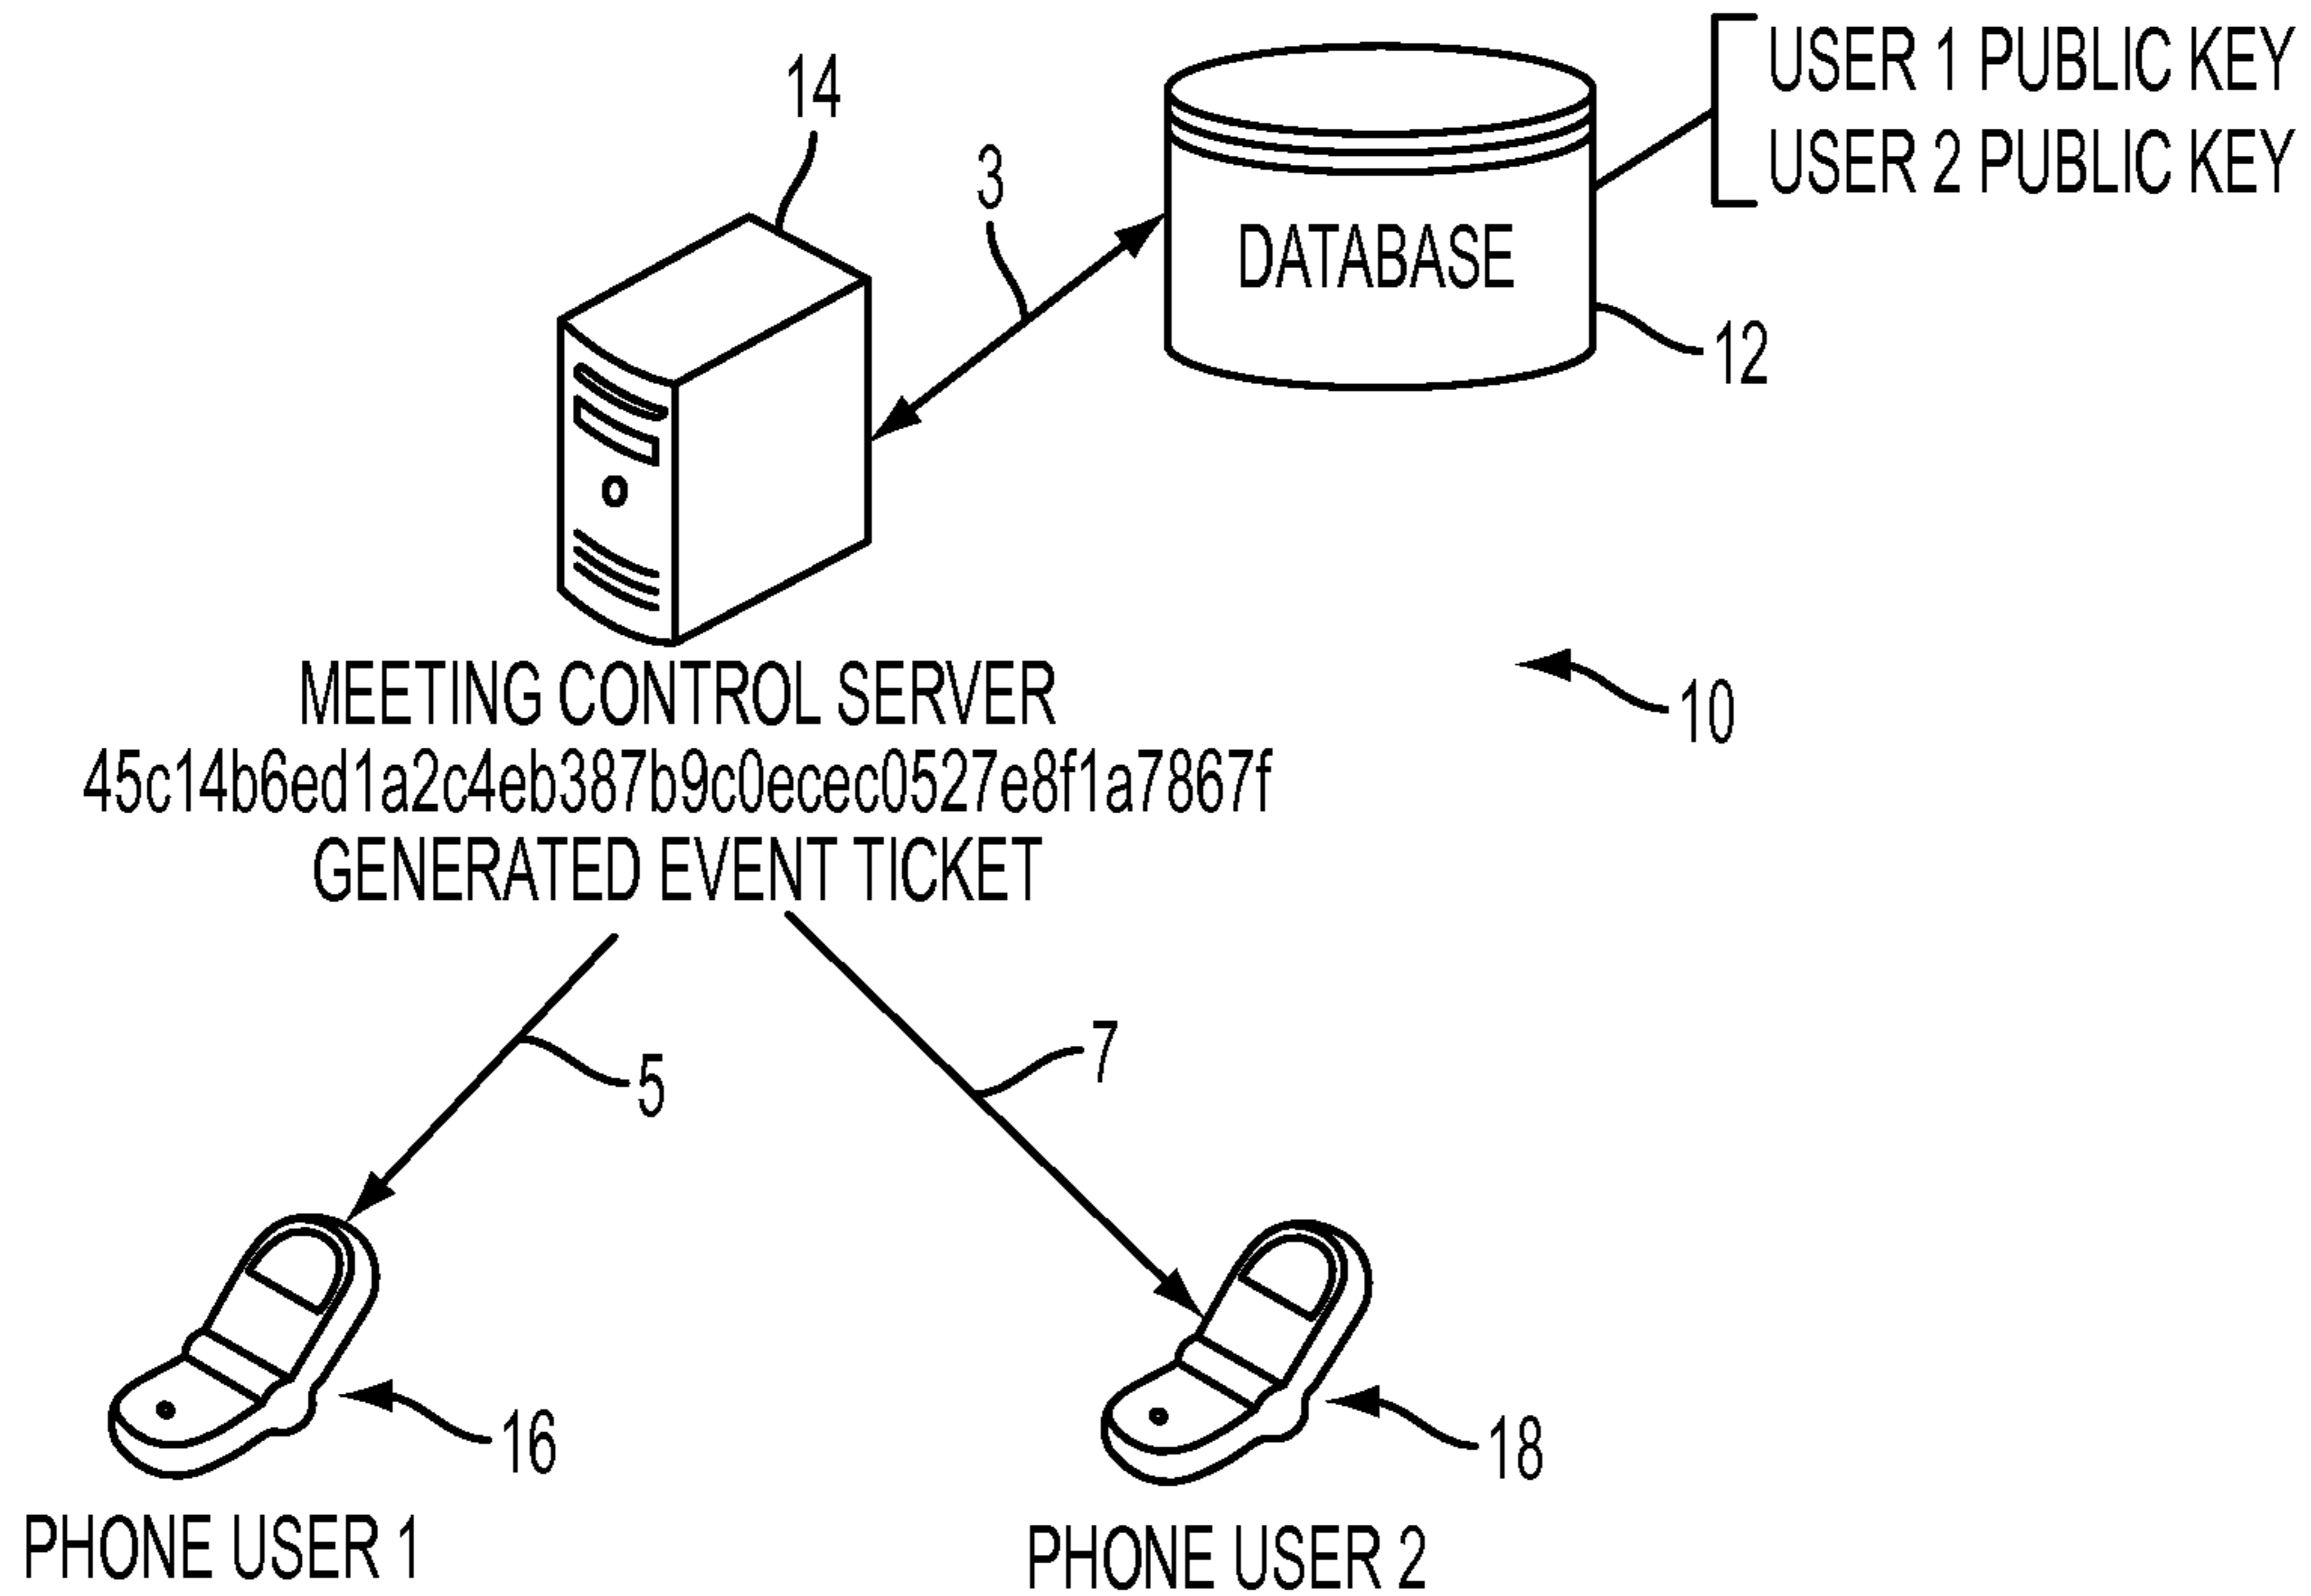 14
3
USER 1 PUBLIC KEY
USER 2 PUBLIC KEY
DATABASE
12
MEETING CONTROL SERVER
45c14b6ed1a2c4eb387b9c0ecec0527e8f1a7867f
GENERATED EVENT TICKET
10
5
7
16
18
PHONE USER 1
PHONE USER 2